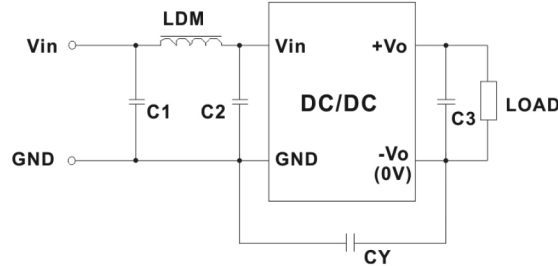 LDM
Vin
Vin
+Vo
C1
C2
DC/DC
C3
LOAD
GND
GND
-Vo
(0V)
CY